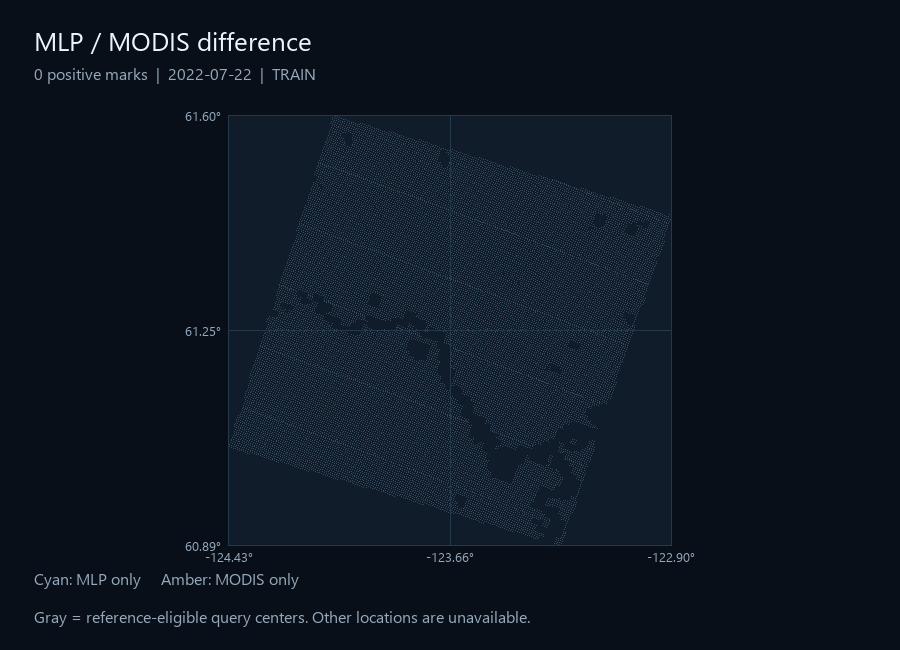 MLP / MODIS difference
0 positive marks | 2022-07-22 | TRAIN
61.60°
61.25°
60.89°
-124.43° -123.66° -122.90°
Cyan: MLP only Amber: MODIS only
Gray = reference-eligible query centers. Other locations are unavailable.